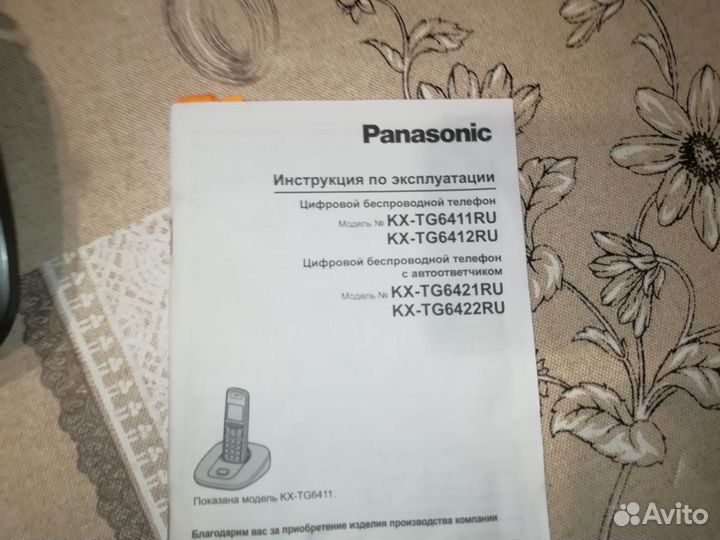 Panasonic
Инструкция по эксплуатации
Цифровой беспроводной телефон
Модель № KX-TG6411RU
KX-TG6412RU
Цифровой беспроводной телефон
с автоответчиком
Модель № KX-TG6421RU
KX-TG6422RU
Показана модель KX-TG6411.
Благодарим вас за приобретение изделия производства компании
Avito